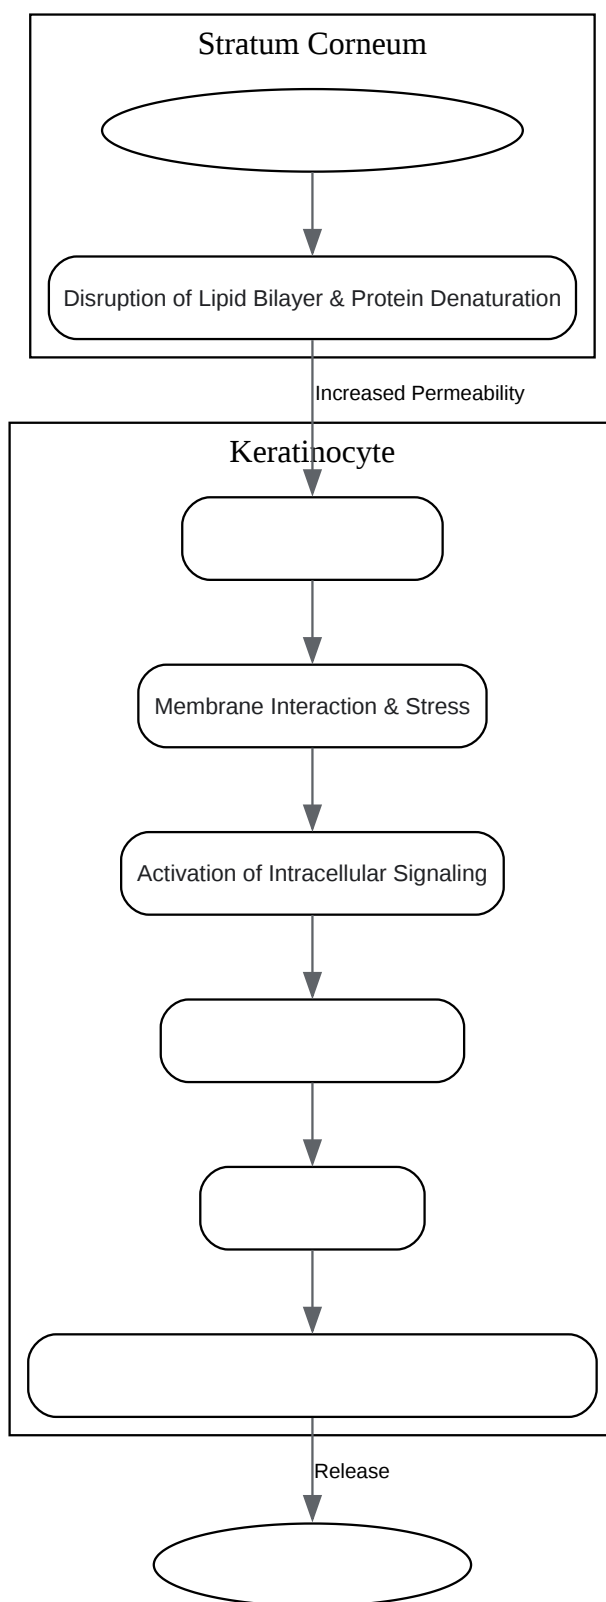 Stratum Corneum
Disruption of Lipid Bilayer & Protein Denaturation
Increased Permeability
Keratinocyte
Membrane Interaction & Stress
Activation of Intracellular Signaling
Release